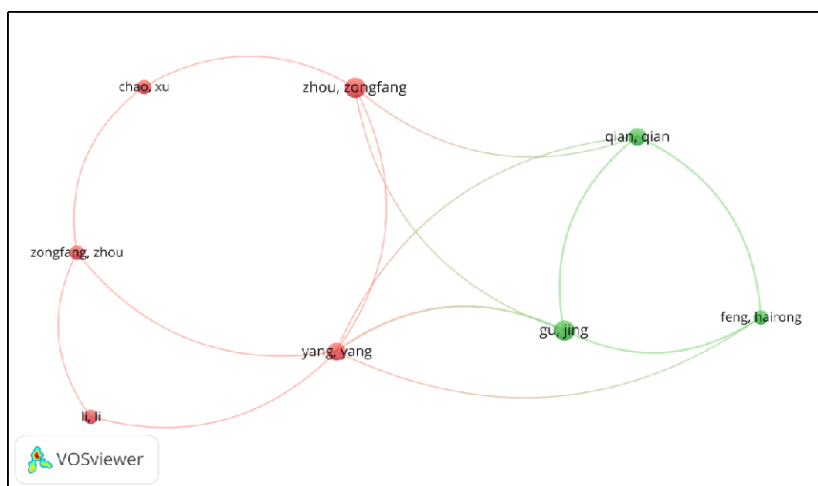 chao, xu
zhou, zongfang
qian, qian
zongfang, zhou
feng, hairong
gu, jing
yang, yang
li, li
VOSviewer